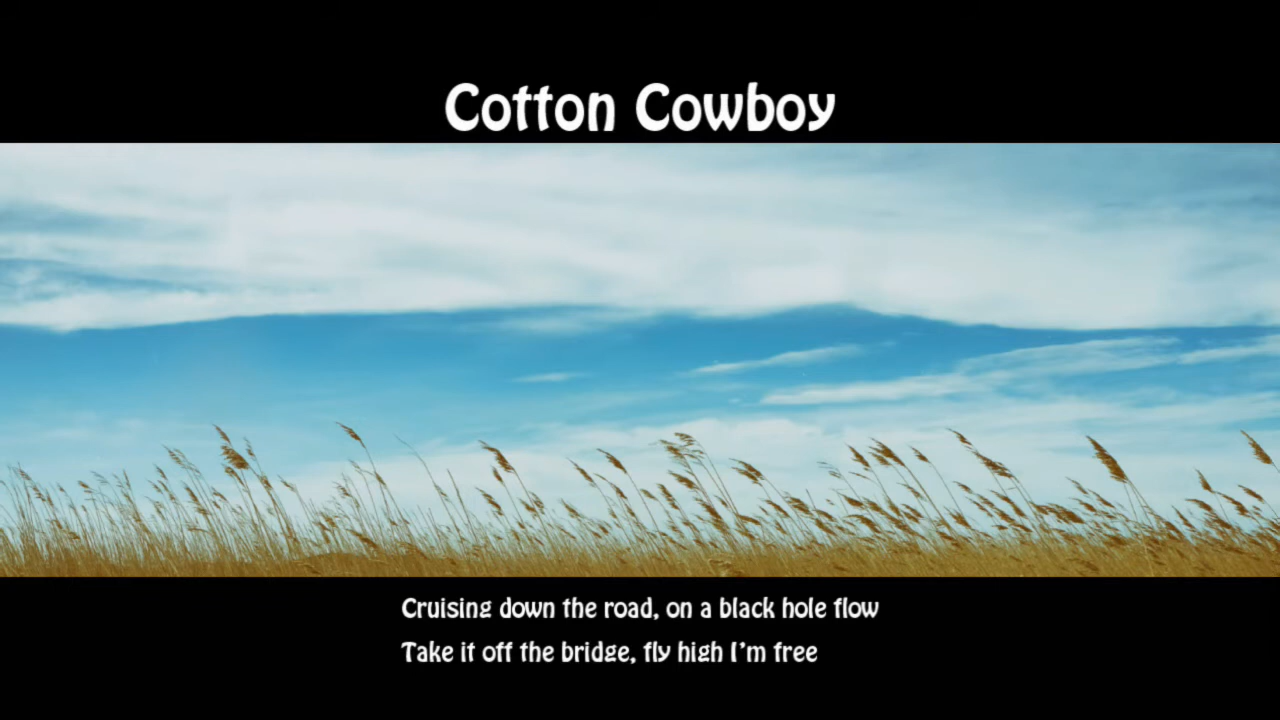 Cotton Cowboy
Cruising down the road, on a black hole flow
Take it off the bridge, fly high I'm free